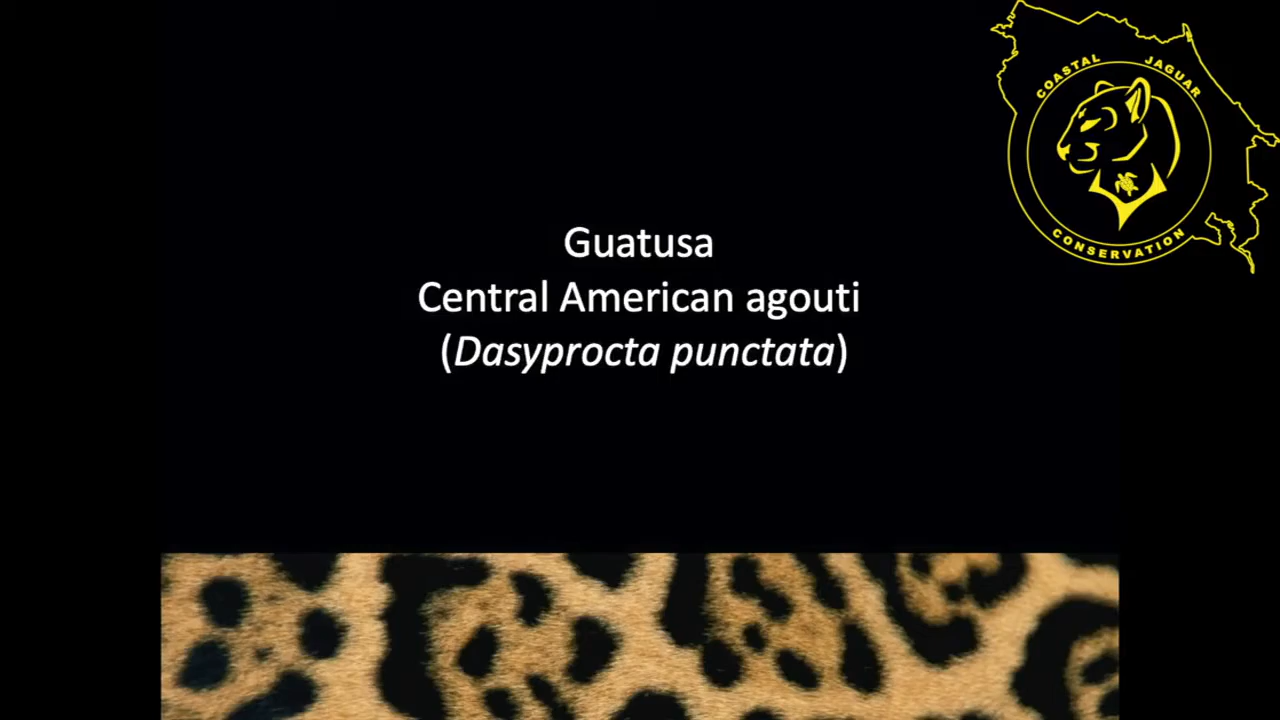 COASTAL JAGUAR
CONSERVATION
Guatusa
Central American agouti
(Dasyprocta punctata)